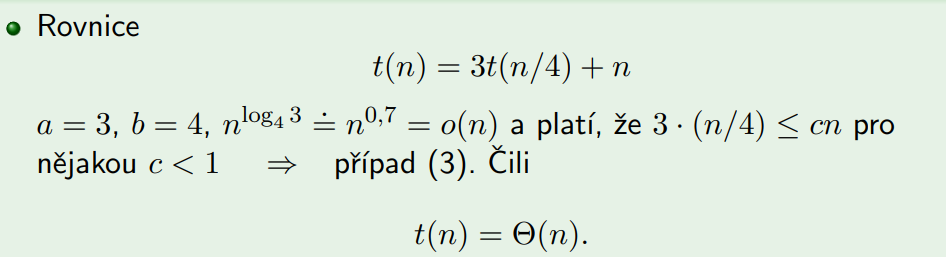 Rovnice
t(n) = 3t(n/4) + n
a = 3, b = 4, n^{log_4 3} ≐ n^{0,7} = o(n) a platí, že 3 · (n/4) ≤ cn pro
nějakou c < 1 ⇒ případ (3). Čili
t(n) = Θ(n).